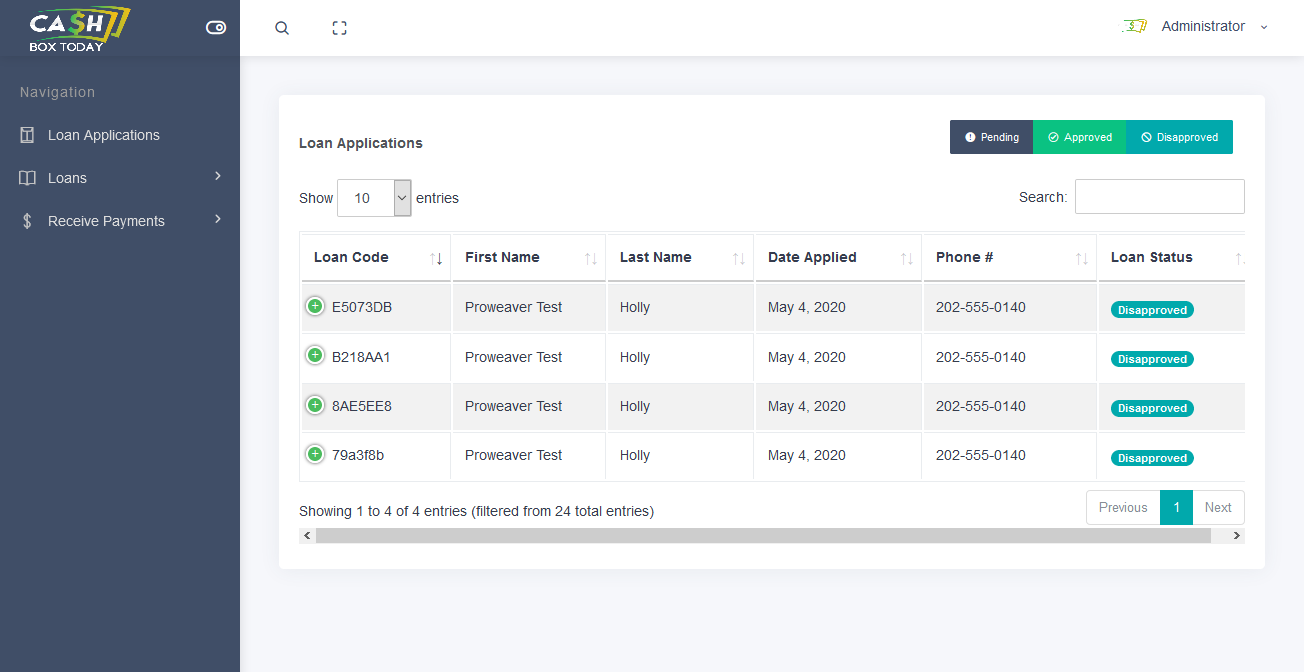 CA$H
BOX TODAY
Administrator
Navigation
Loan Applications
Loans
Receive Payments
Loan Applications
Pending Approved Disapproved
Show 10 entries Search:
Loan Code First Name Last Name Date Applied Phone # Loan Status
E5073DB Proweaver Test Holly May 4, 2020 202-555-0140 Disapproved
B218AA1 Proweaver Test Holly May 4, 2020 202-555-0140 Disapproved
8AE5EE8 Proweaver Test Holly May 4, 2020 202-555-0140 Disapproved
79a3f8b Proweaver Test Holly May 4, 2020 202-555-0140 Disapproved
Showing 1 to 4 of 4 entries (filtered from 24 total entries) Previous 1 Next